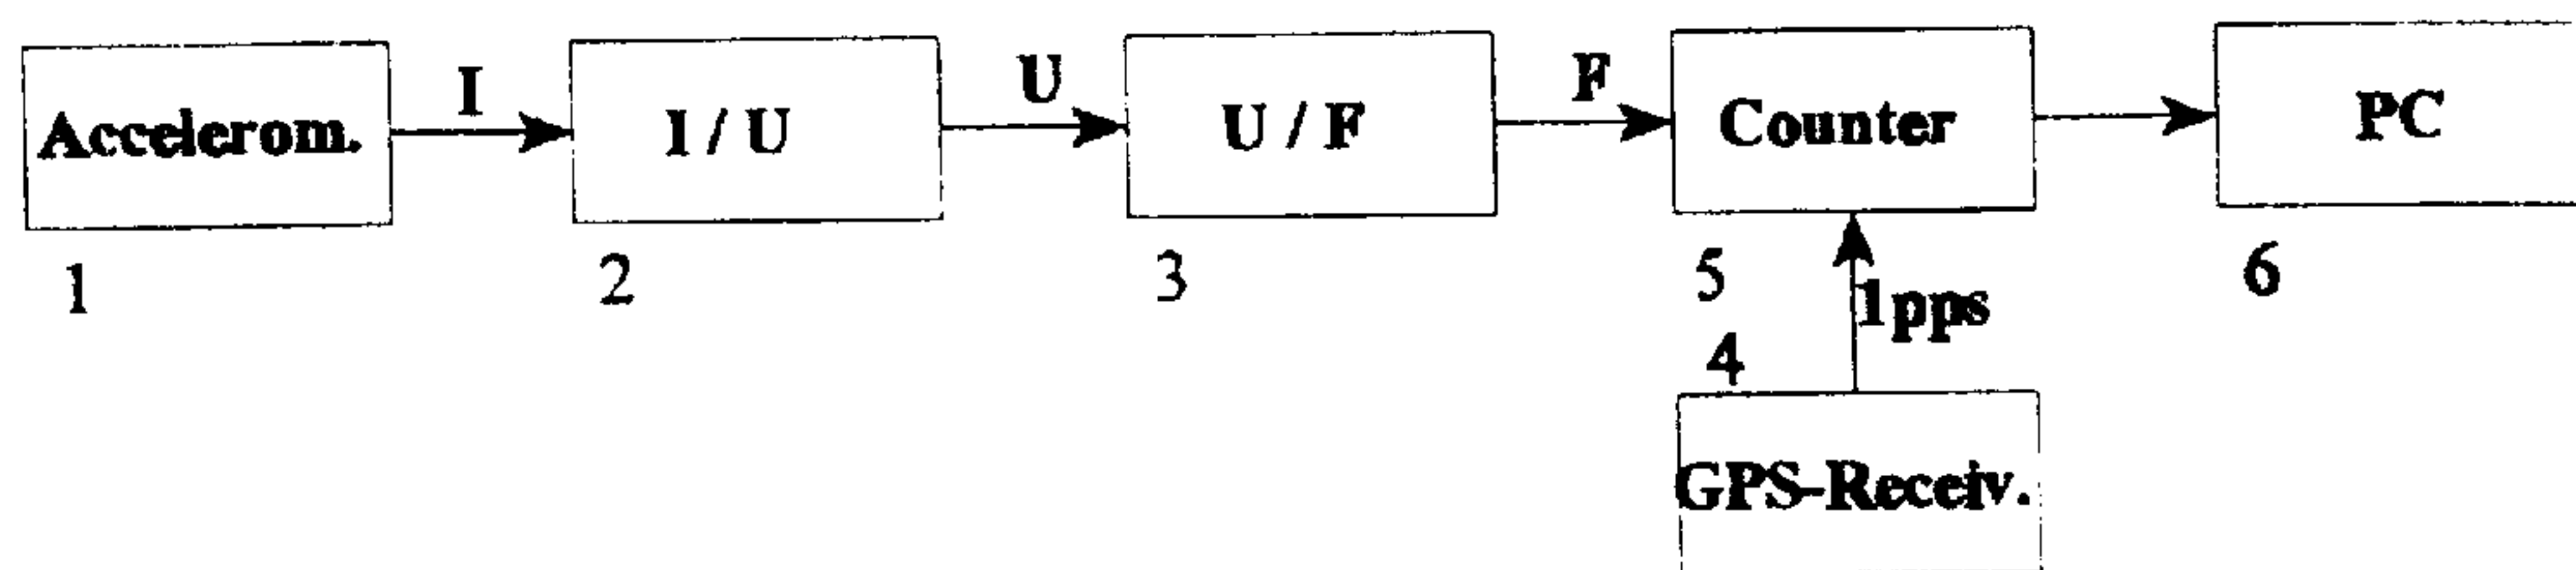 Accelerom.
I
I / U
U
U / F
F
Counter
PC
1
2
3
5
6
1pps
4
GPS-Receiv.